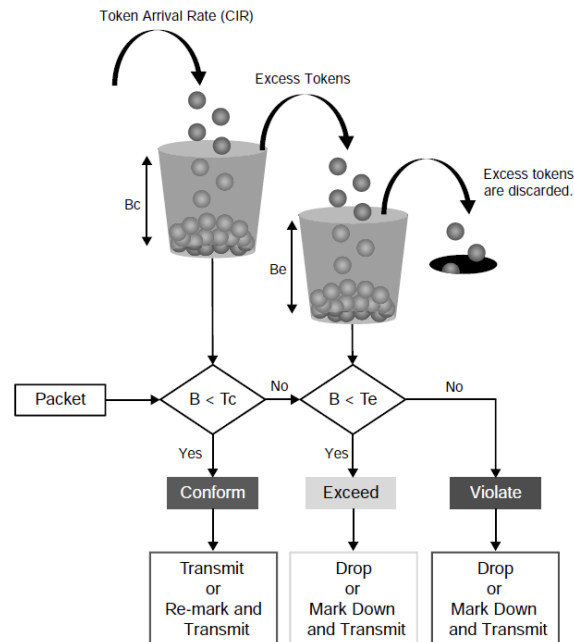 Token Arrival Rate (CIR)
Excess Tokens
Excess tokens
are discarded.
Bc
Be
Packet
B < Tc
No
B < Te
No
Yes
Yes
Conform
Exceed
Violate
Transmit
or
Re-mark and
Transmit
Drop
or
Mark Down
and Transmit
Drop
or
Mark Down
and Transmit